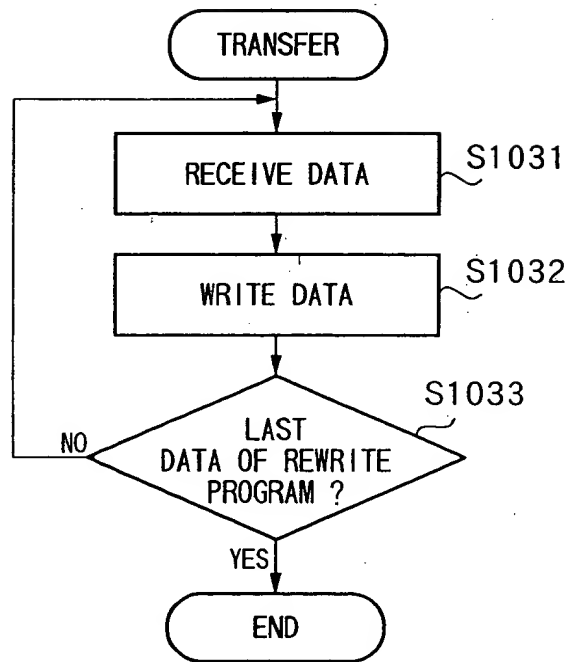 TRANSFER
RECEIVE DATA
S1031
WRITE DATA
S1032
S1033
LAST
DATA OF REWRITE
PROGRAM ?
NO
YES
END